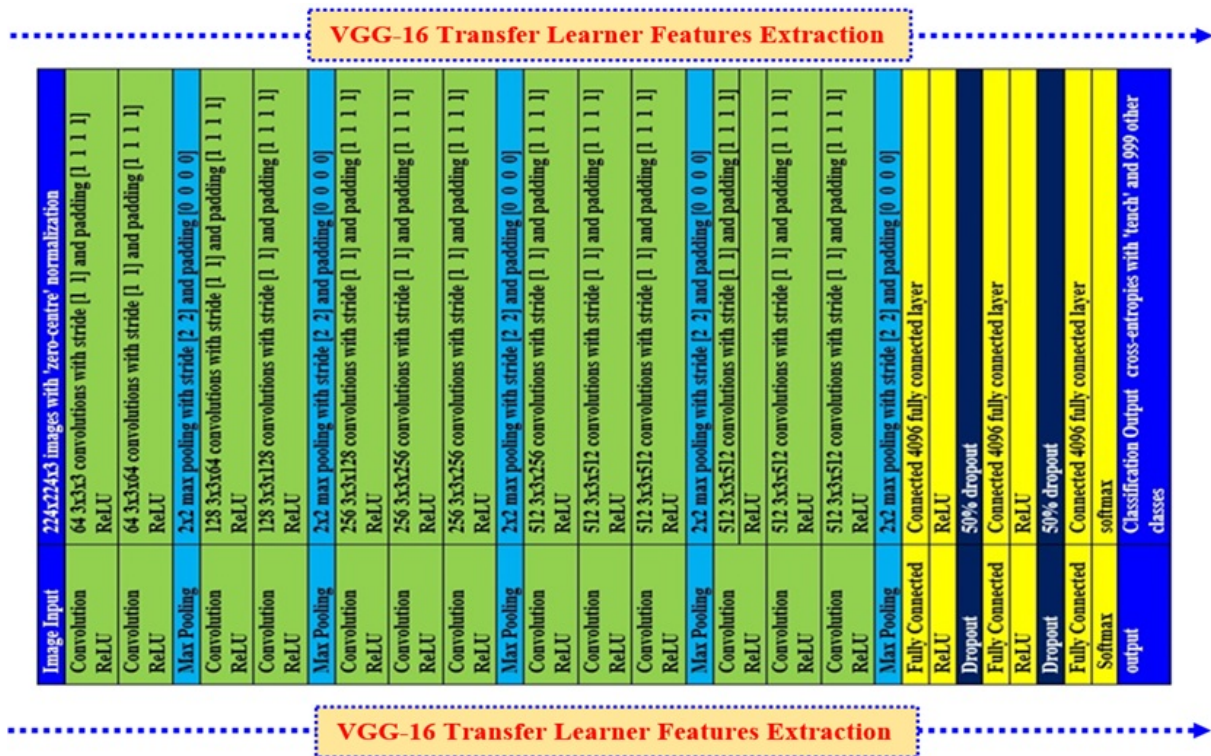 VGG-16 Transfer Learner Features Extraction
Image Input 224x224x3 images with 'zero-centre' normalization
Convolution 64 3x3x3 convolutions with stride [1 1] and padding [1 1 1 1]
ReLU ReLU
Convolution 64 3x3x64 convolutions with stride [1 1] and padding [1 1 1 1]
ReLU ReLU
Max Pooling 2x2 max pooling with stride [2 2] and padding [0 0 0 0]
Convolution 128 3x3x64 convolutions with stride [1 1] and padding [1 1 1 1]
ReLU ReLU
Convolution 128 3x3x128 convolutions with stride [1 1] and padding [1 1 1 1]
ReLU ReLU
Max Pooling 2x2 max pooling with stride [2 2] and padding [0 0 0 0]
Convolution 256 3x3x128 convolutions with stride [1 1] and padding [1 1 1 1]
ReLU ReLU
Convolution 256 3x3x256 convolutions with stride [1 1] and padding [1 1 1 1]
ReLU ReLU
Convolution 256 3x3x256 convolutions with stride [1 1] and padding [1 1 1 1]
ReLU ReLU
Max Pooling 2x2 max pooling with stride [2 2] and padding [0 0 0 0]
Convolution 512 3x3x256 convolutions with stride [1 1] and padding [1 1 1 1]
ReLU ReLU
Convolution 512 3x3x512 convolutions with stride [1 1] and padding [1 1 1 1]
ReLU ReLU
Convolution 512 3x3x512 convolutions with stride [1 1] and padding [1 1 1 1]
ReLU ReLU
Max Pooling 2x2 max pooling with stride [2 2] and padding [0 0 0 0]
Convolution 512 3x3x512 convolutions with stride [1 1] and padding [1 1 1 1]
ReLU ReLU
Convolution 512 3x3x512 convolutions with stride [1 1] and padding [1 1 1 1]
ReLU ReLU
Convolution 512 3x3x512 convolutions with stride [1 1] and padding [1 1 1 1]
ReLU ReLU
Max Pooling 2x2 max pooling with stride [2 2] and padding [0 0 0 0]
Fully Connected Connected 4096 fully connected layer
ReLU ReLU
Dropout 50% dropout
Fully Connected Connected 4096 fully connected layer
ReLU ReLU
Dropout 50% dropout
Fully Connected Connected 4096 fully connected layer
Softmax softmax
output Classification Output cross-entropies with 'tench' and 999 other
classes
VGG-16 Transfer Learner Features Extraction